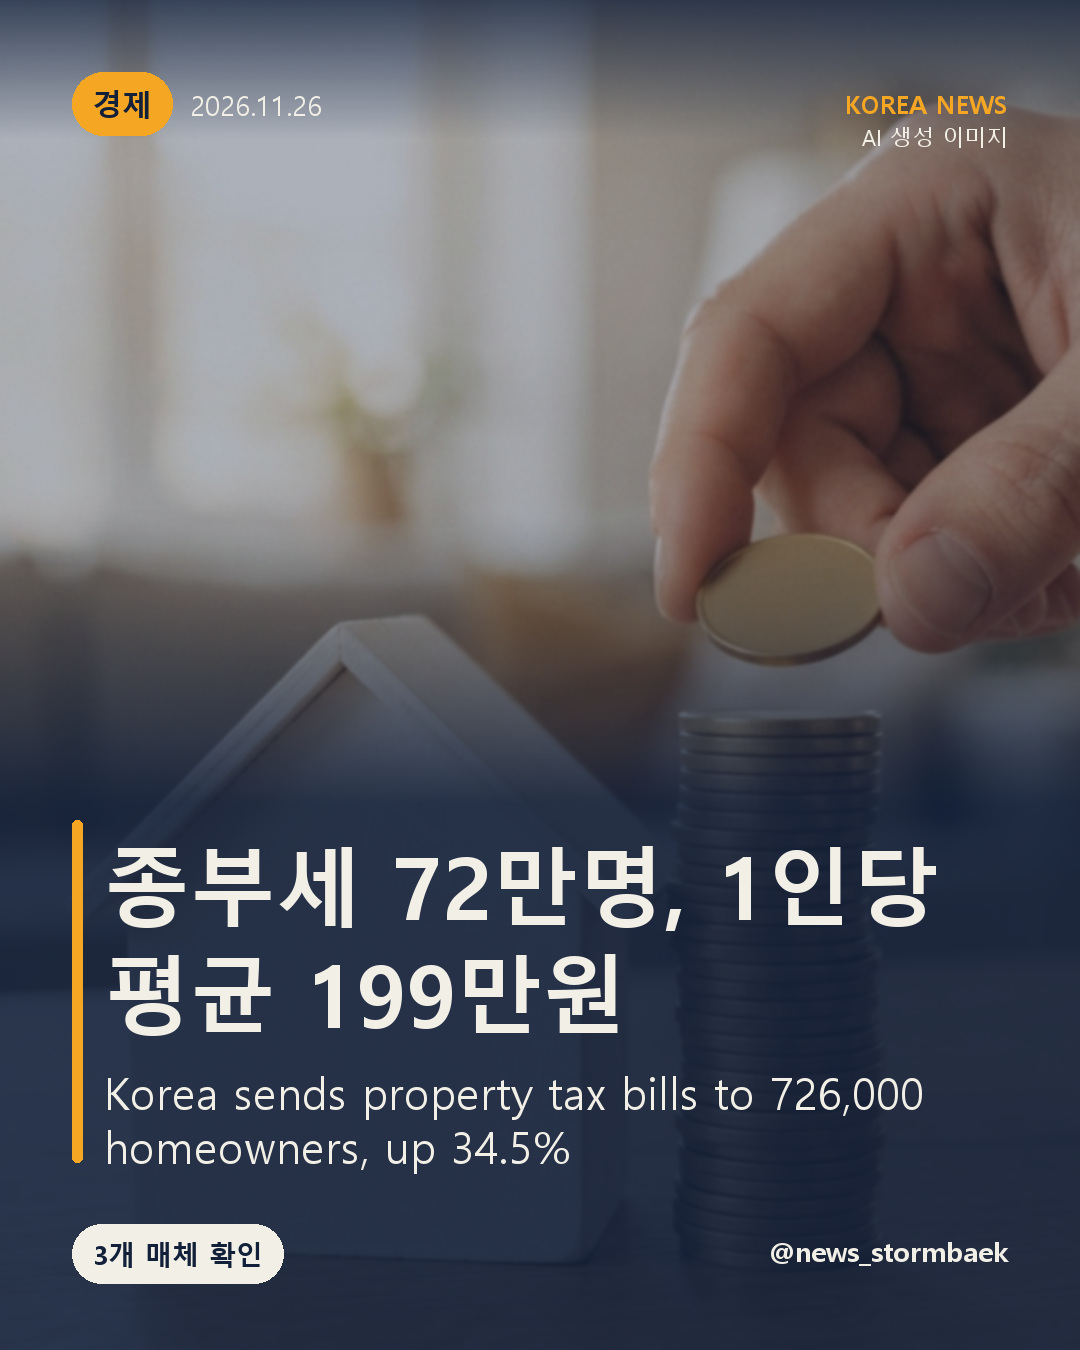 경제 2026.11.26
KOREA NEWS
AI 생성 이미지
종부세 72만명, 1인당
평균 199만원
Korea sends property tax bills to 726,000
homeowners, up 34.5%
3개 매체 확인
@news_stormbaek